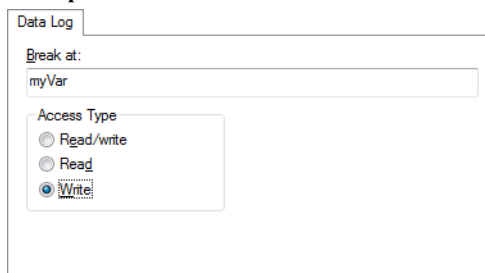 Data Log
Break at:
myVar
Access Type
Read/write
Read
Write